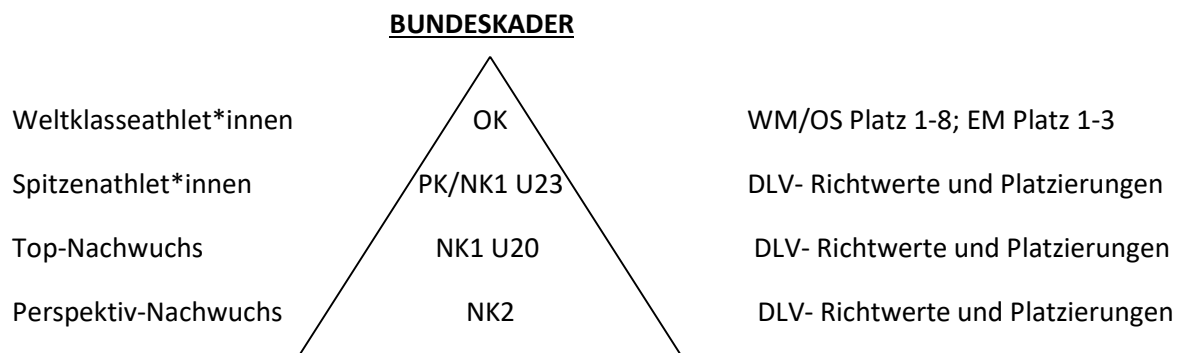 BUNDESKADER
Weltklasseathlet*innen OK WM/OS Platz 1-8; EM Platz 1-3
Spitzenathlet*innen PK/NK1 U23 DLV- Richtwerte und Platzierungen
Top-Nachwuchs NK1 U20 DLV- Richtwerte und Platzierungen
Perspektiv-Nachwuchs NK2 DLV- Richtwerte und Platzierungen